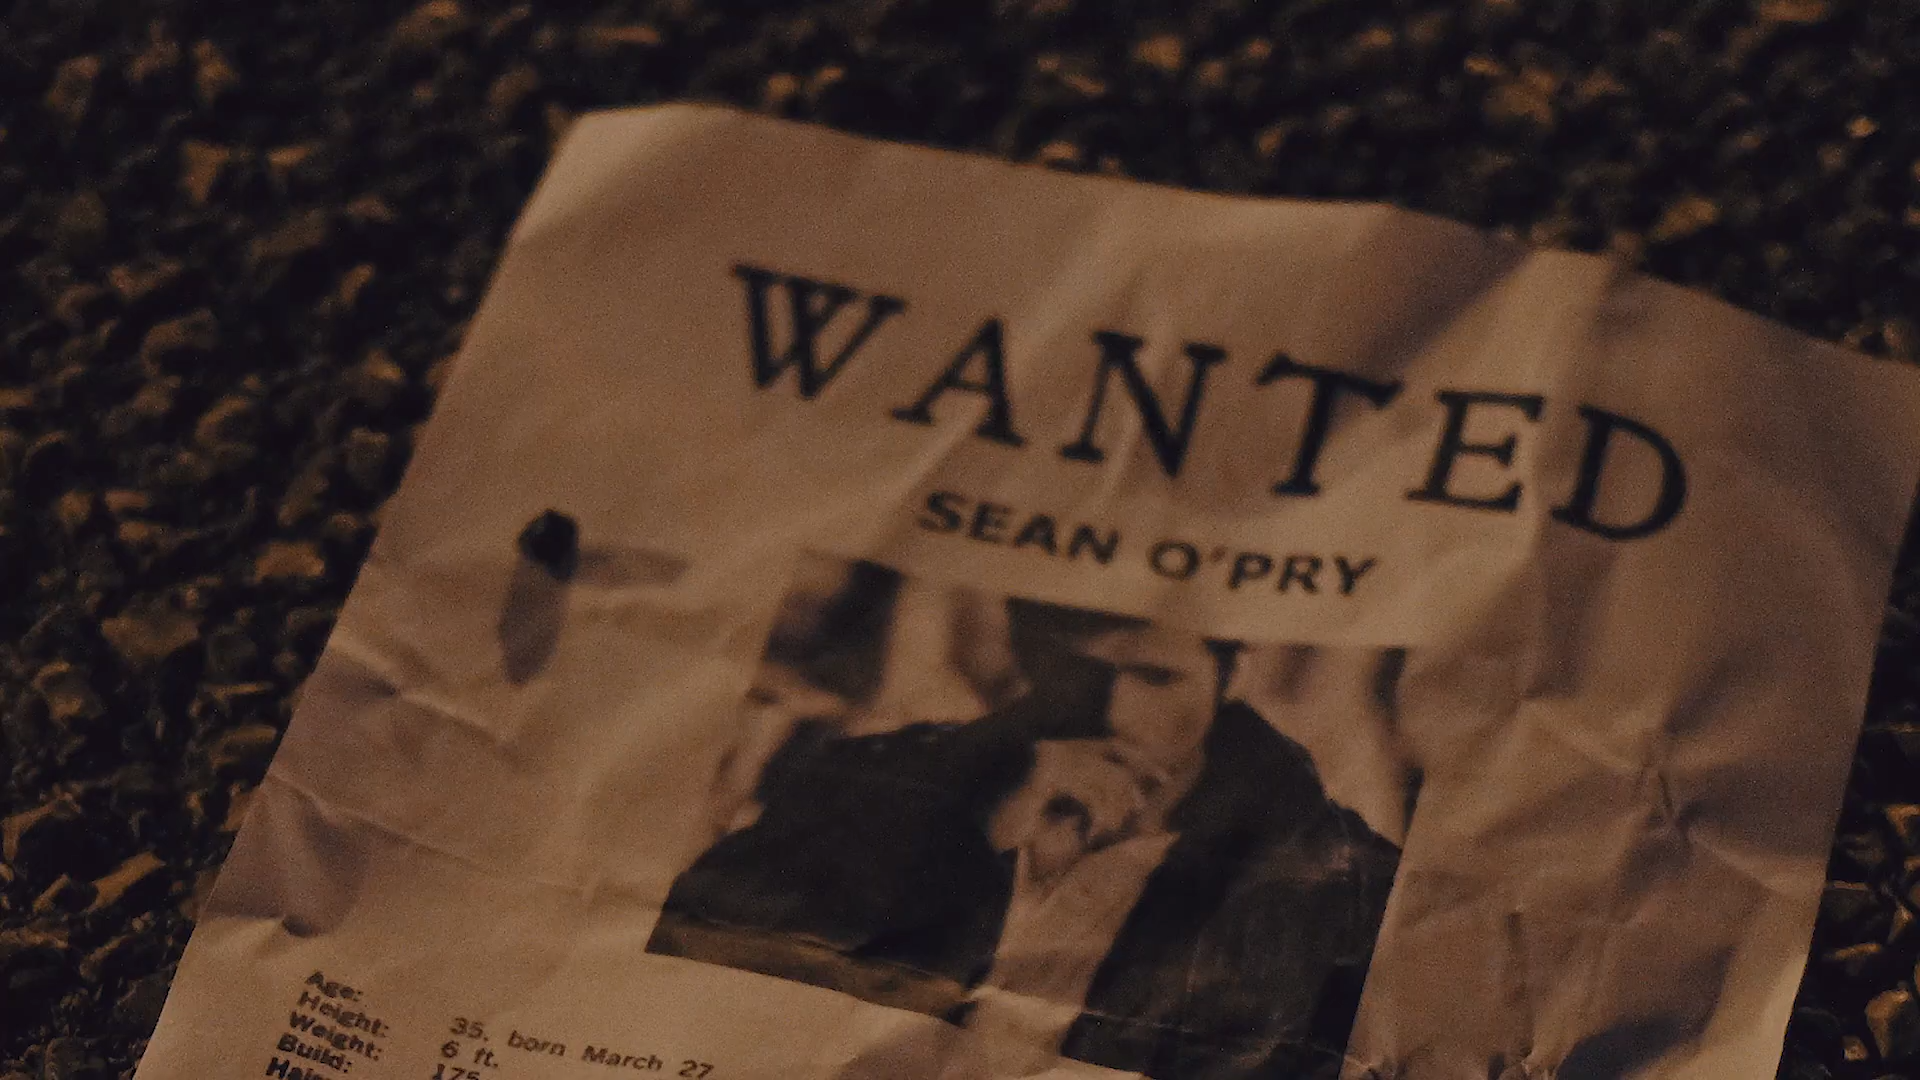 WANTED
SEAN O'PRY
Age: 35, born March 27
Height: 6 ft.
Weight: 175
Build: